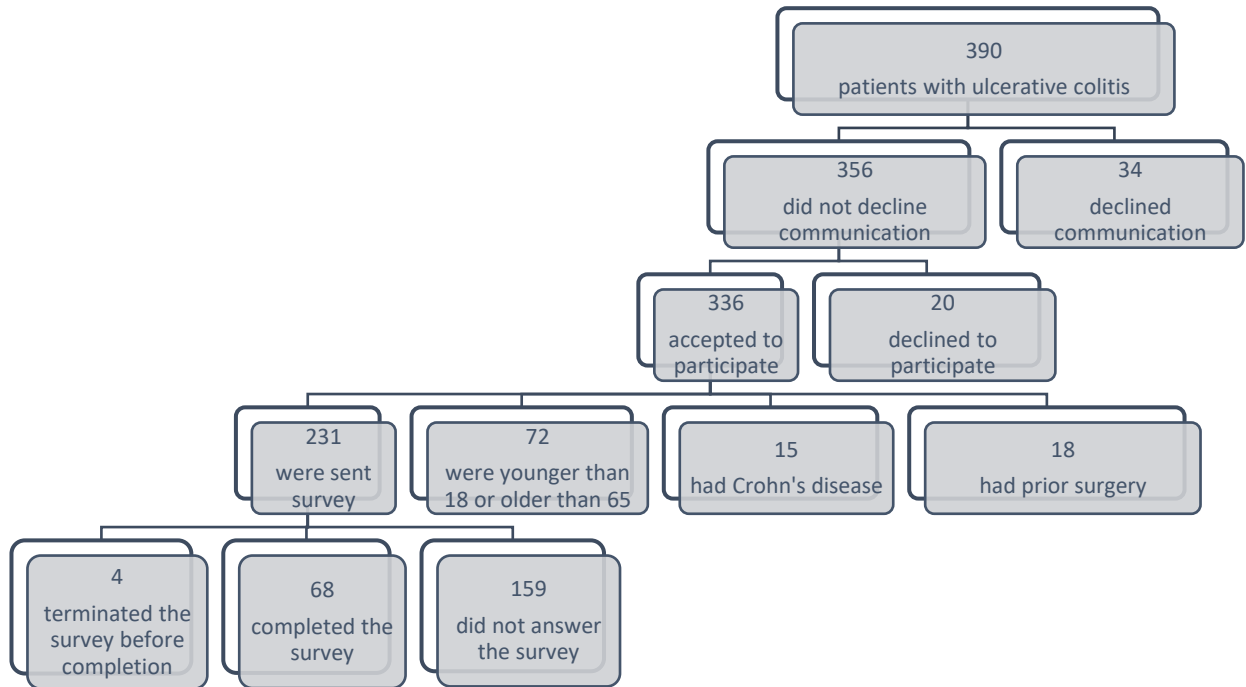 390
patients with ulcerative colitis
356
did not decline
communication
34
declined
communication
336
accepted to
participate
20
declined to
participate
231
were sent
survey
72
were younger than
18 or older than 65
15
had Crohn's disease
18
had prior surgery
4
terminated the
survey before
completion
68
completed the
survey
159
did not answer
the survey